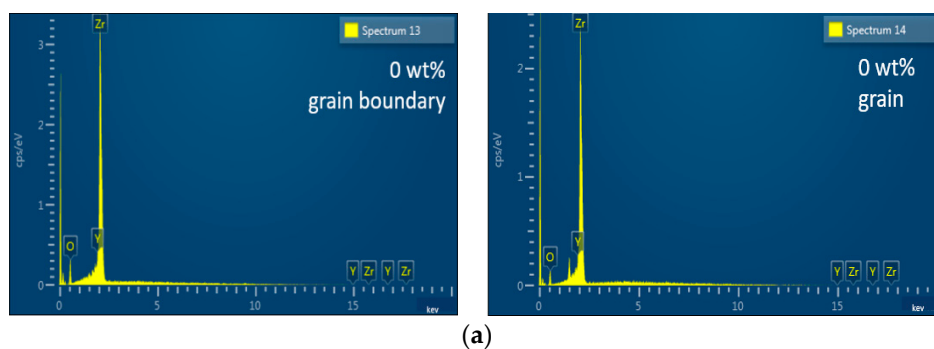 Zr
Spectrum 13
0 wt%
grain boundary
3
2
1
0
cps/eV
O
Y
Y Zr Y Zr
0 5 10 15
kev
Zr
Spectrum 14
0 wt%
grain
2
1
0
cps/eV
O
Y
Y Zr Y Zr
0 5 10 15
kev
(a)